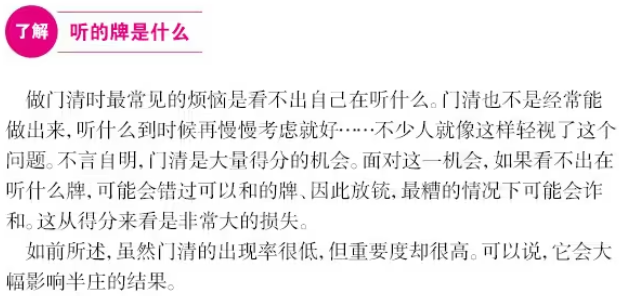 了解 听的牌是什么
做门清时最常见的烦恼是看不出自己在听什么。门清也不是经常能
做出来,听什么到时候再慢慢考虑就好……不少人就像这样轻视了这个
问题。不言自明,门清是大量得分的机会。面对这一机会,如果看不出在
听什么牌,可能会错过可以和的牌、因此放铳,最糟的情况下可能会诈
和。这从得分来看是非常大的损失。
如前所述,虽然门清的出现率很低,但重要度却很高。可以说,它会大
幅影响半庄的结果。